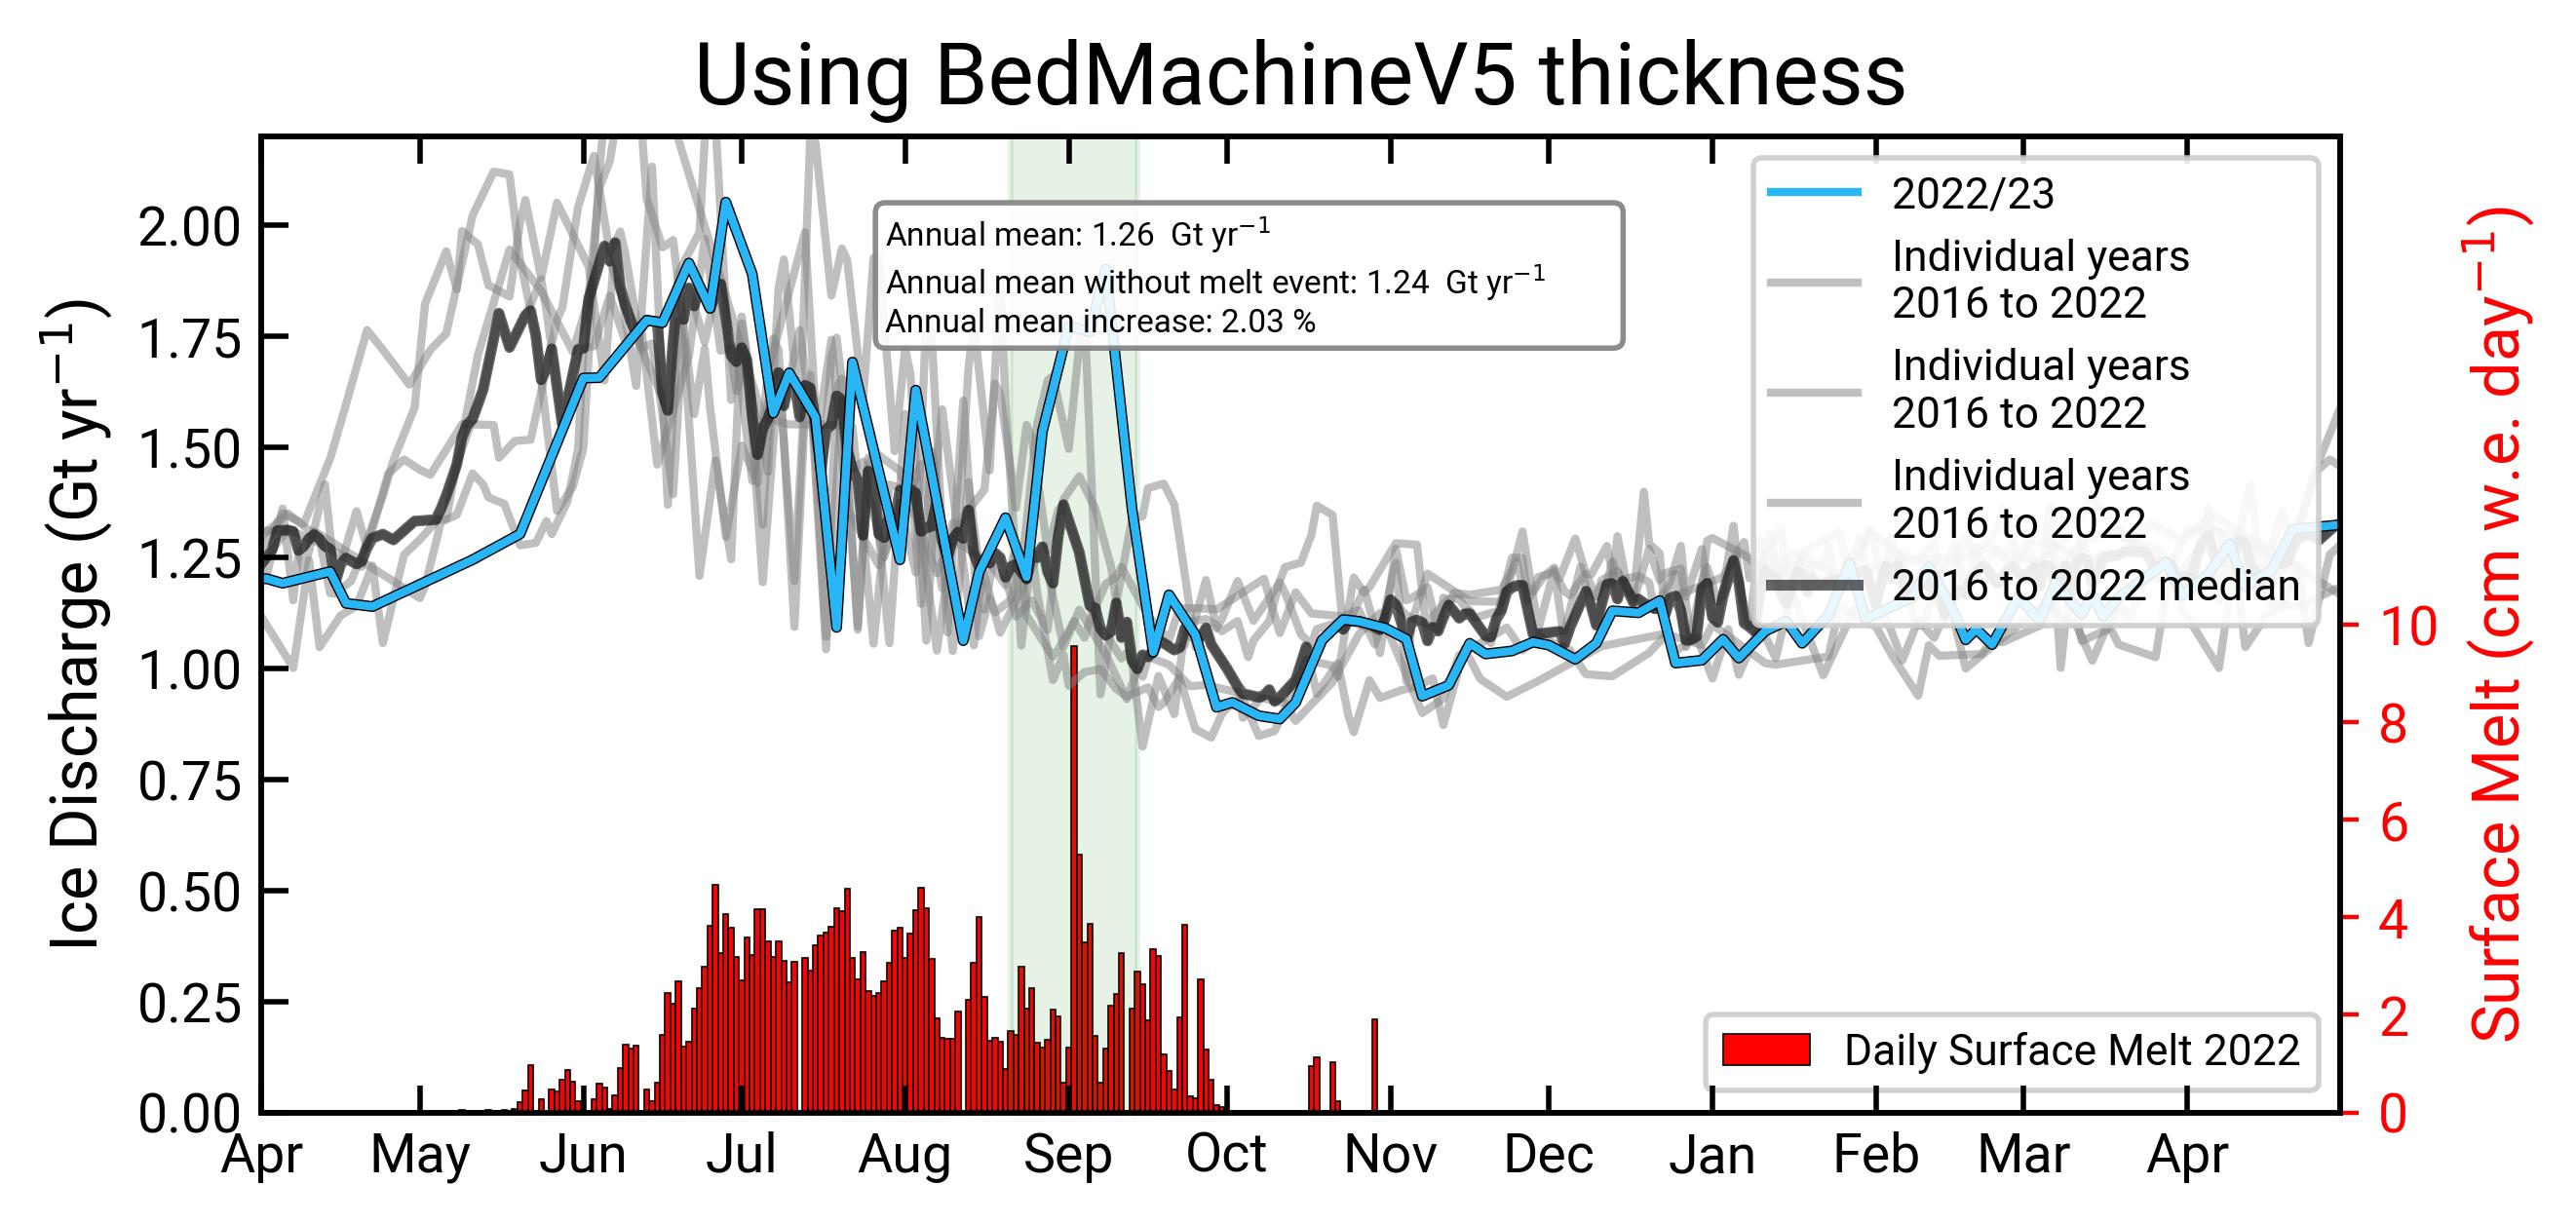 Using BedMachineV5 thickness
Ice Discharge (Gt yr⁻¹)
2.00
1.75
1.50
1.25
1.00
0.75
0.50
0.25
0.00
Annual mean: 1.26 Gt yr⁻¹
Annual mean without melt event: 1.24 Gt yr⁻¹
Annual mean increase: 2.03 %
2022/23
Individual years
2016 to 2022
Individual years
2016 to 2022
Individual years
2016 to 2022
2016 to 2022 median
Daily Surface Melt 2022
10
8
6
4
2
0
Surface Melt (cm w.e. day⁻¹)
Apr May Jun Jul Aug Sep Oct Nov Dec Jan Feb Mar Apr